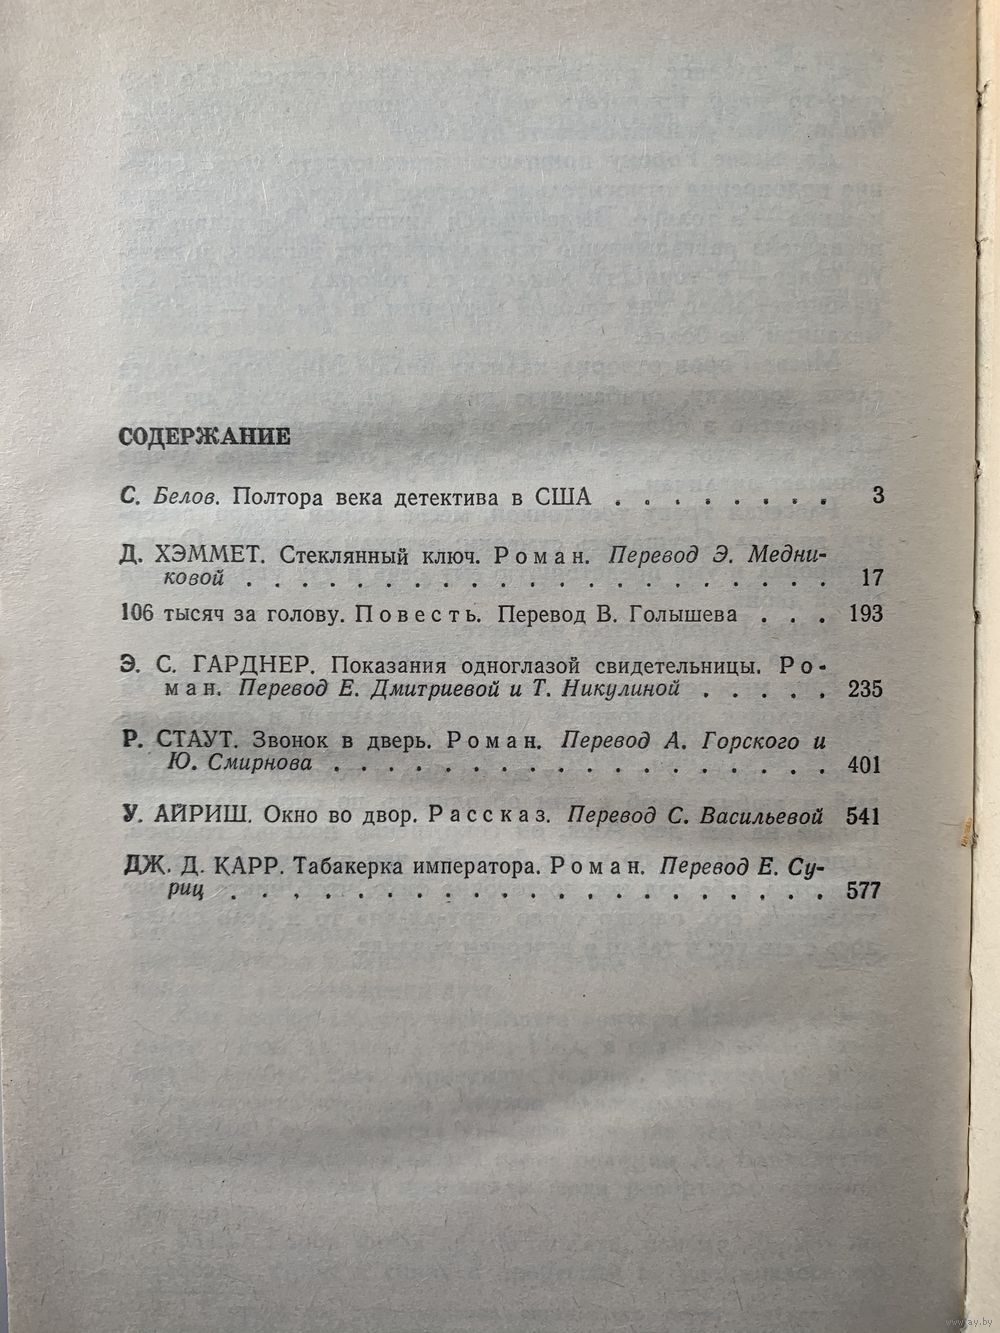 СОДЕРЖАНИЕ
С. Белов. Полтора века детектива в США . . . . . . . . 3
Д. ХЭММЕТ. Стеклянный ключ. Роман. Перевод Э. Медни-
ковой . . . . . . . . . . . . . . . . . . . . . . 17
106 тысяч за голову. Повесть. Перевод В. Голышева . . . 193
Э. С. ГАРДНЕР. Показания одноглазой свидетельницы. Ро-
ман. Перевод Е. Дмитриевой и Т. Никулиной . . . . . 235
Р. СТАУТ. Звонок в дверь. Роман. Перевод А. Горского и
Ю. Смирнова . . . . . . . . . . . . . . . . . . . 401
У. АЙРИШ. Окно во двор. Рассказ. Перевод С. Васильевой 541
ДЖ. Д. КАРР. Табакерка императора. Роман. Перевод Е. Су-
риц . . . . . . . . . . . . . . . . . . . . . . 577
www.ay.by